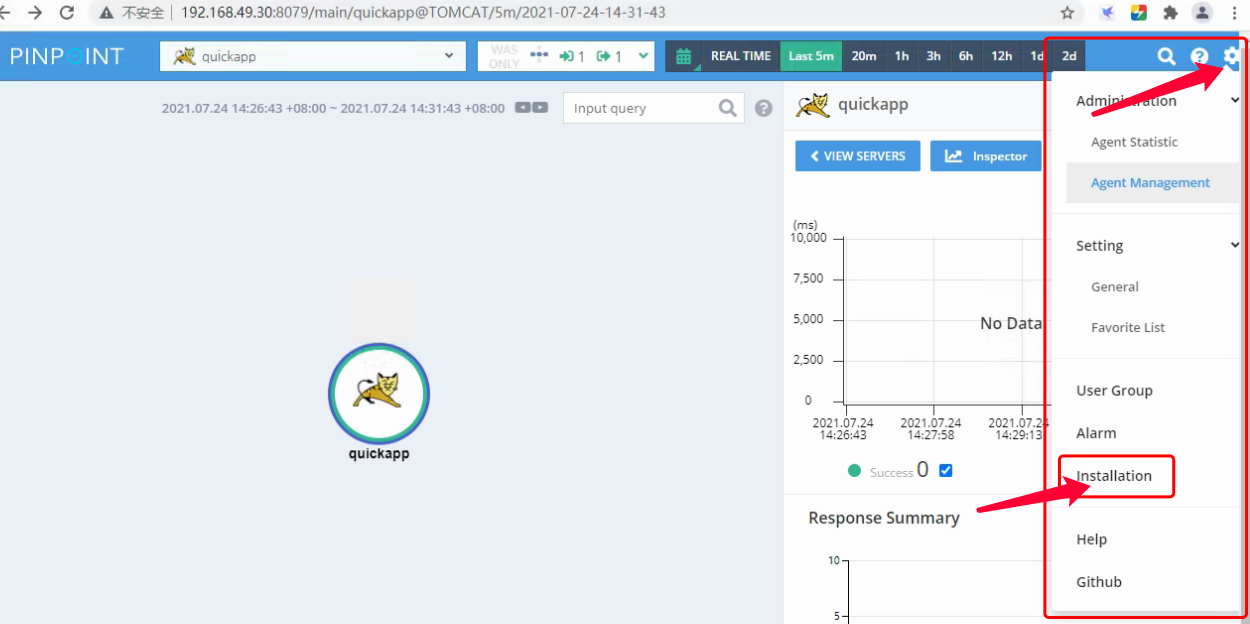 不安全 192.168.49.30:8079/main/quickapp@TOMCAT/5m/2021-07-24-14-31-43
PINPOINT quickapp WAS ONLY 1 1 REAL TIME Last 5m 20m 1h 3h 6h 12h 1d 2d
2021.07.24 14:26:43 +08:00 ~ 2021.07.24 14:31:43 +08:00 Input query
quickapp
quickapp
VIEW SERVERS Inspector
(ms)
10,000
7,500
5,000
2,500
0
No Data
2021.07.24 14:26:43
2021.07.24 14:27:58
2021.07.24 14:29:13
Success 0
Response Summary
10
5
Administration
Agent Statistic
Agent Management
Setting
General
Favorite List
User Group
Alarm
Installation
Help
Github